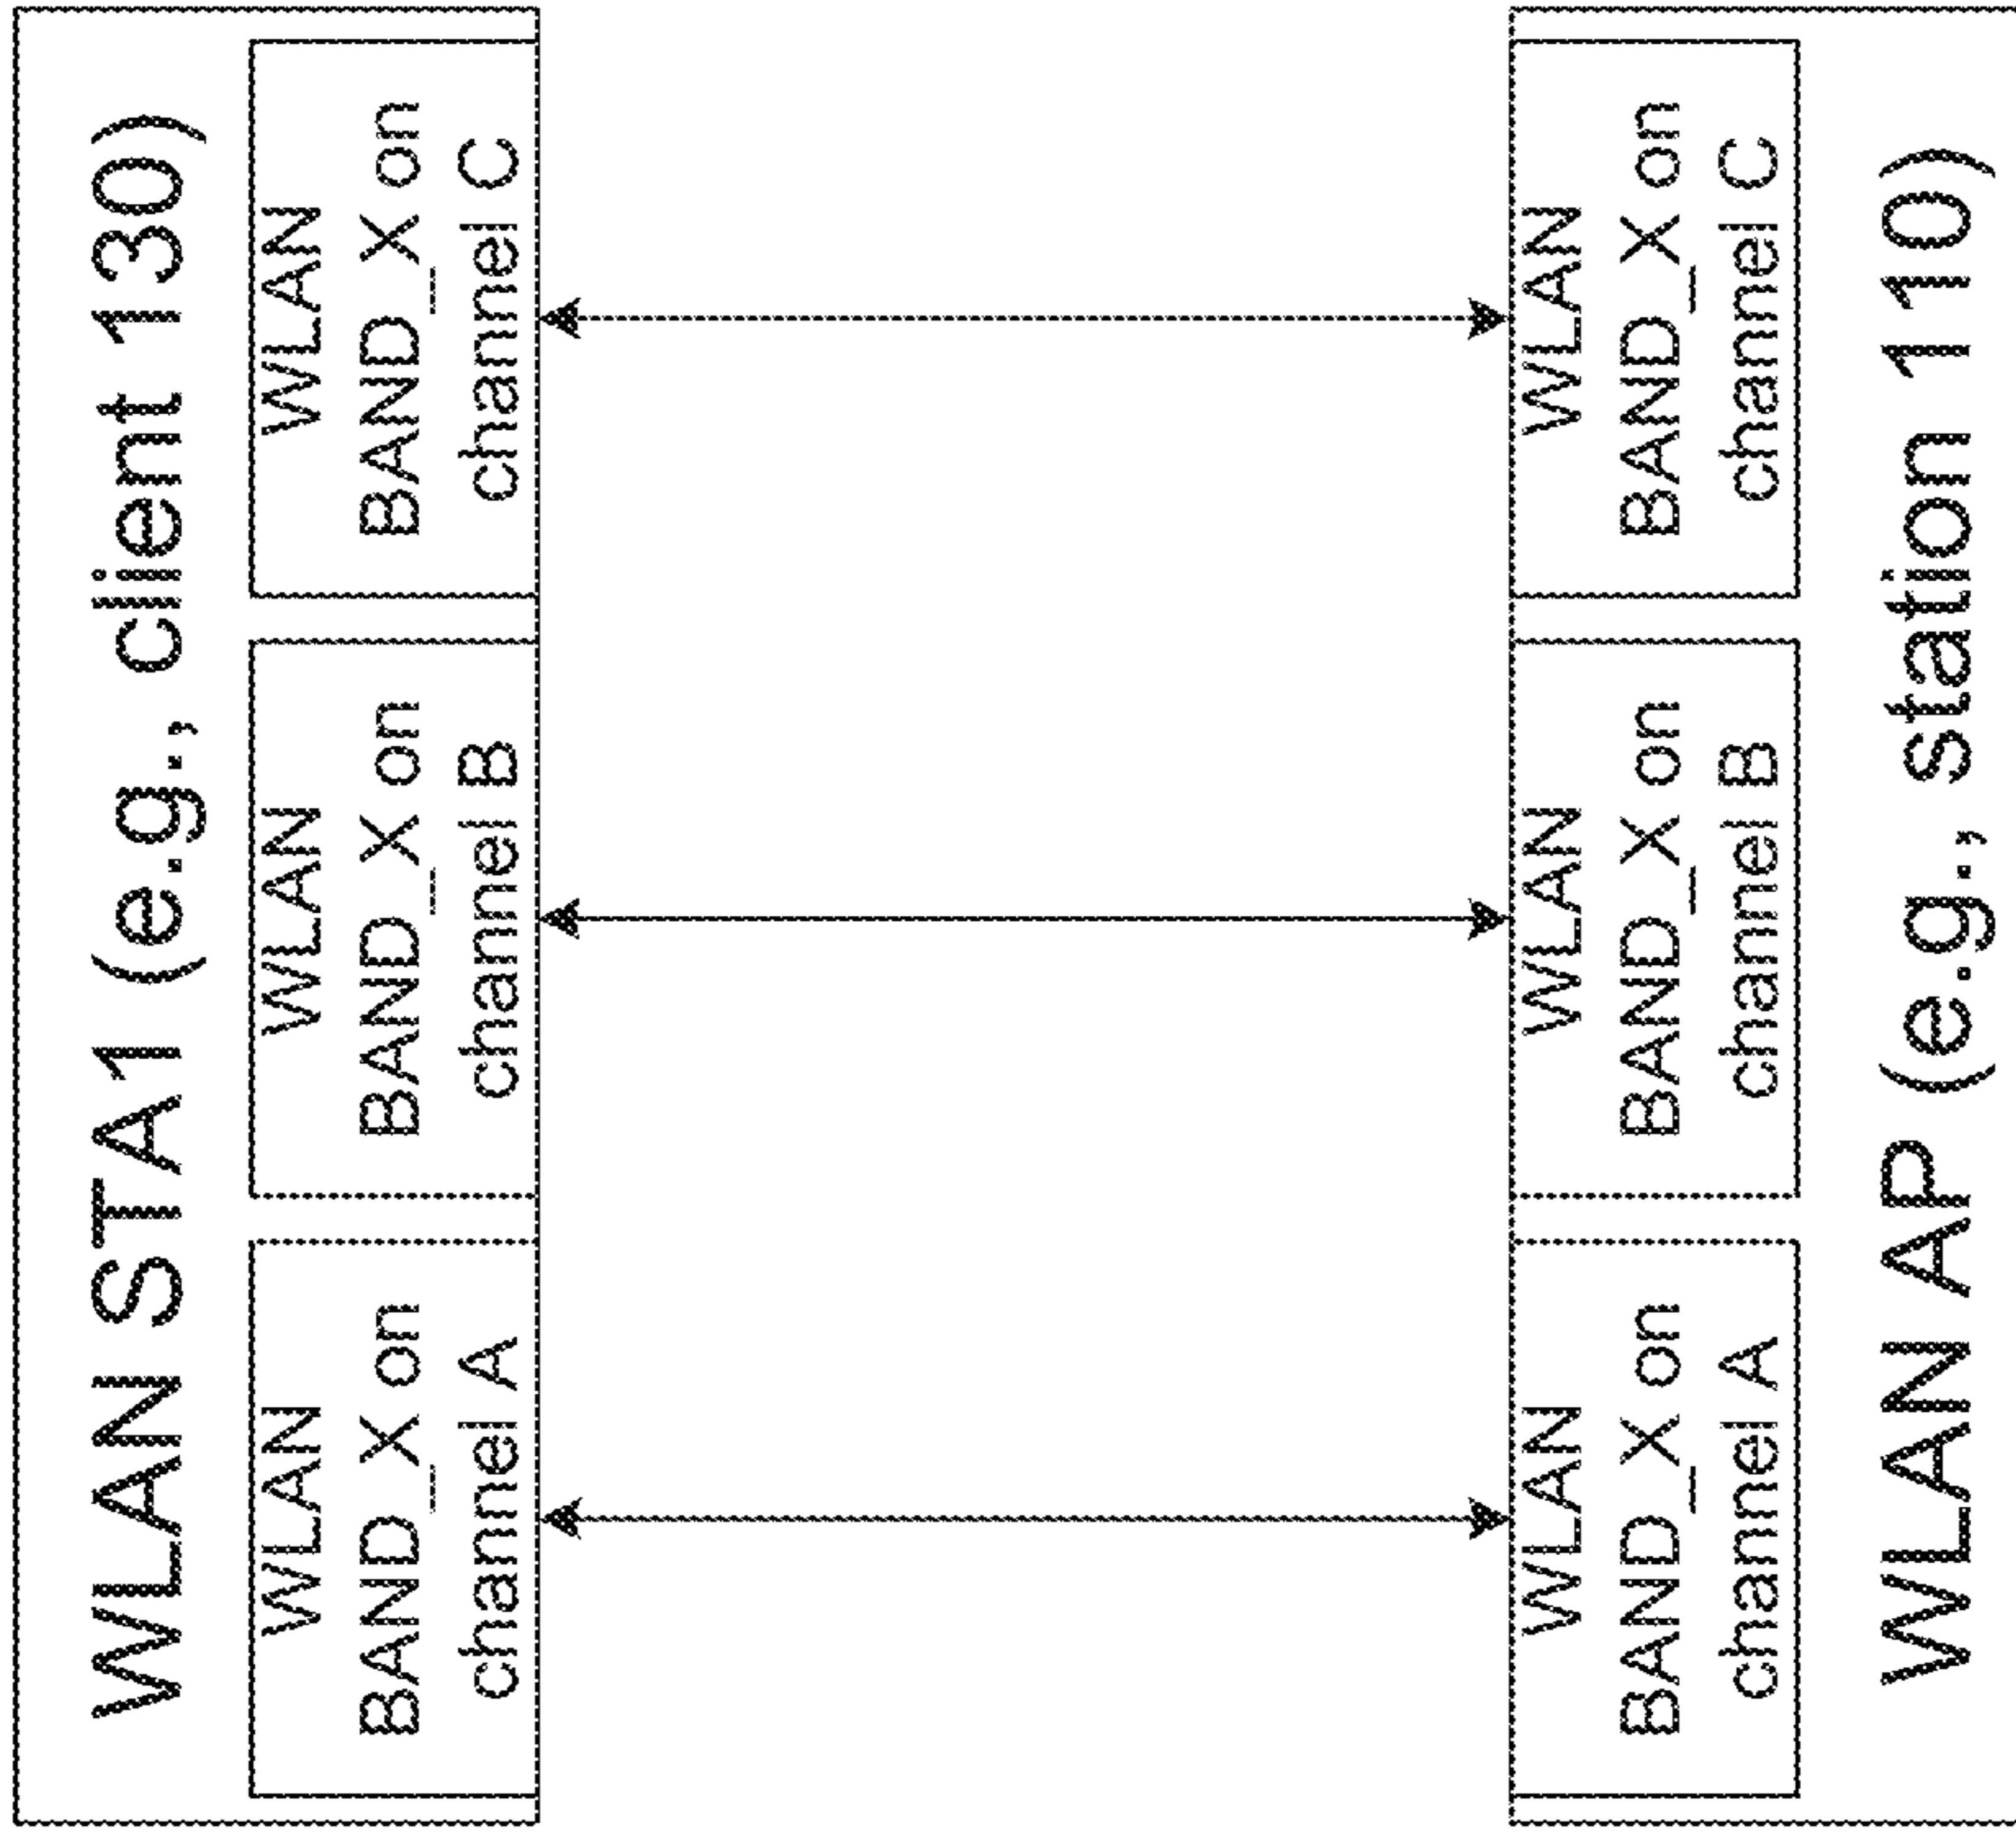 WLAN STA1 (e.g., client 130)
WLAN
BAND_X on
channel A
WLAN
BAND_X on
channel B
WLAN
BAND_X on
channel C
WLAN
BAND_X on
channel A
WLAN
BAND_X on
channel B
WLAN
BAND_X on
channel C
WLAN AP (e.g., station 110)